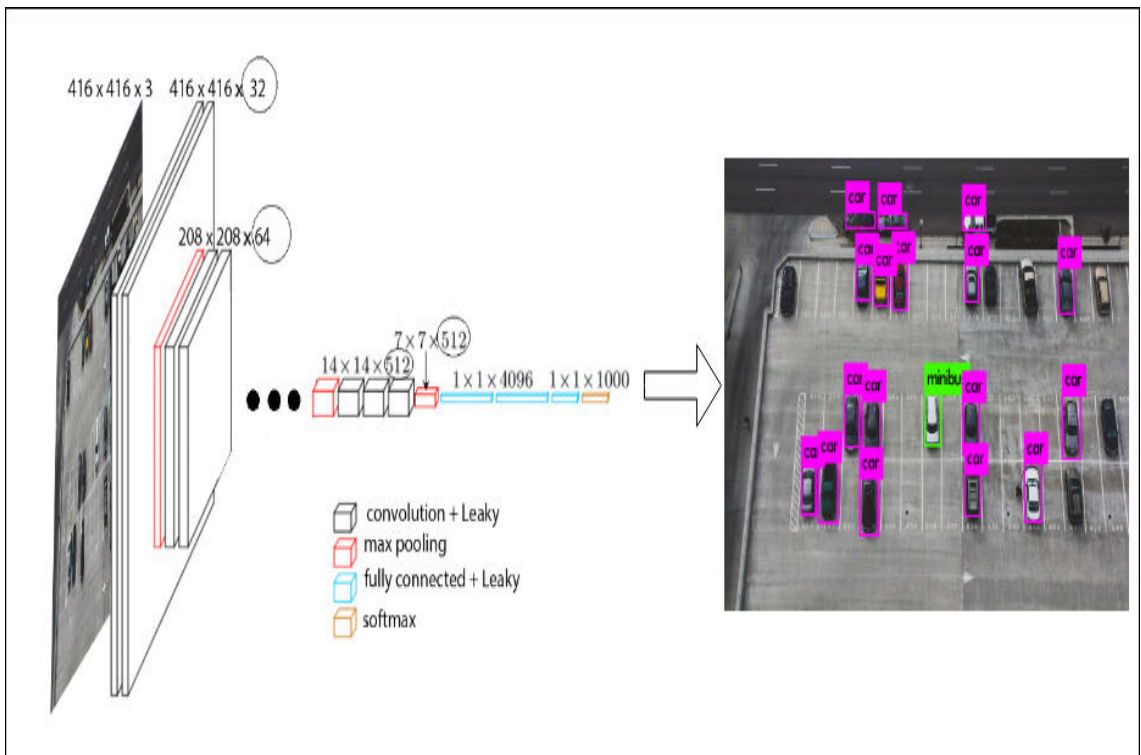 416 x 416 x 3
416 x 416 x 32
208 x 208 x 64
14 × 14 × 512
7 × 7 × 512
1 × 1 × 4096
1 × 1 × 1000
convolution + Leaky
max pooling
fully connected + Leaky
softmax
car
car
car
car
car
car
car
car
minibu
car
car
car
car
car
car
car
car
car
car